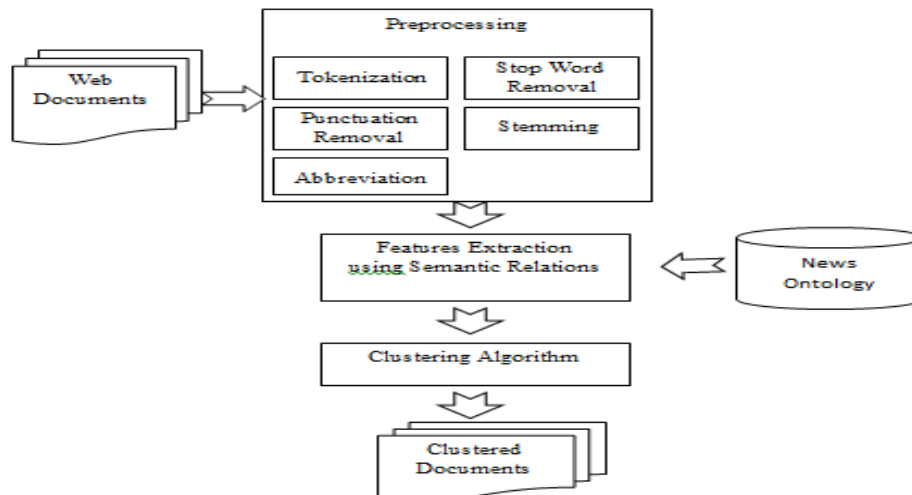 Preprocessing
Web
Documents
Tokenization
Stop Word
Removal
Punctuation
Removal
Stemming
Abbreviation
Features Extraction
using Semantic Relations
News
Ontology
Clustering Algorithm
Clustered
Documents